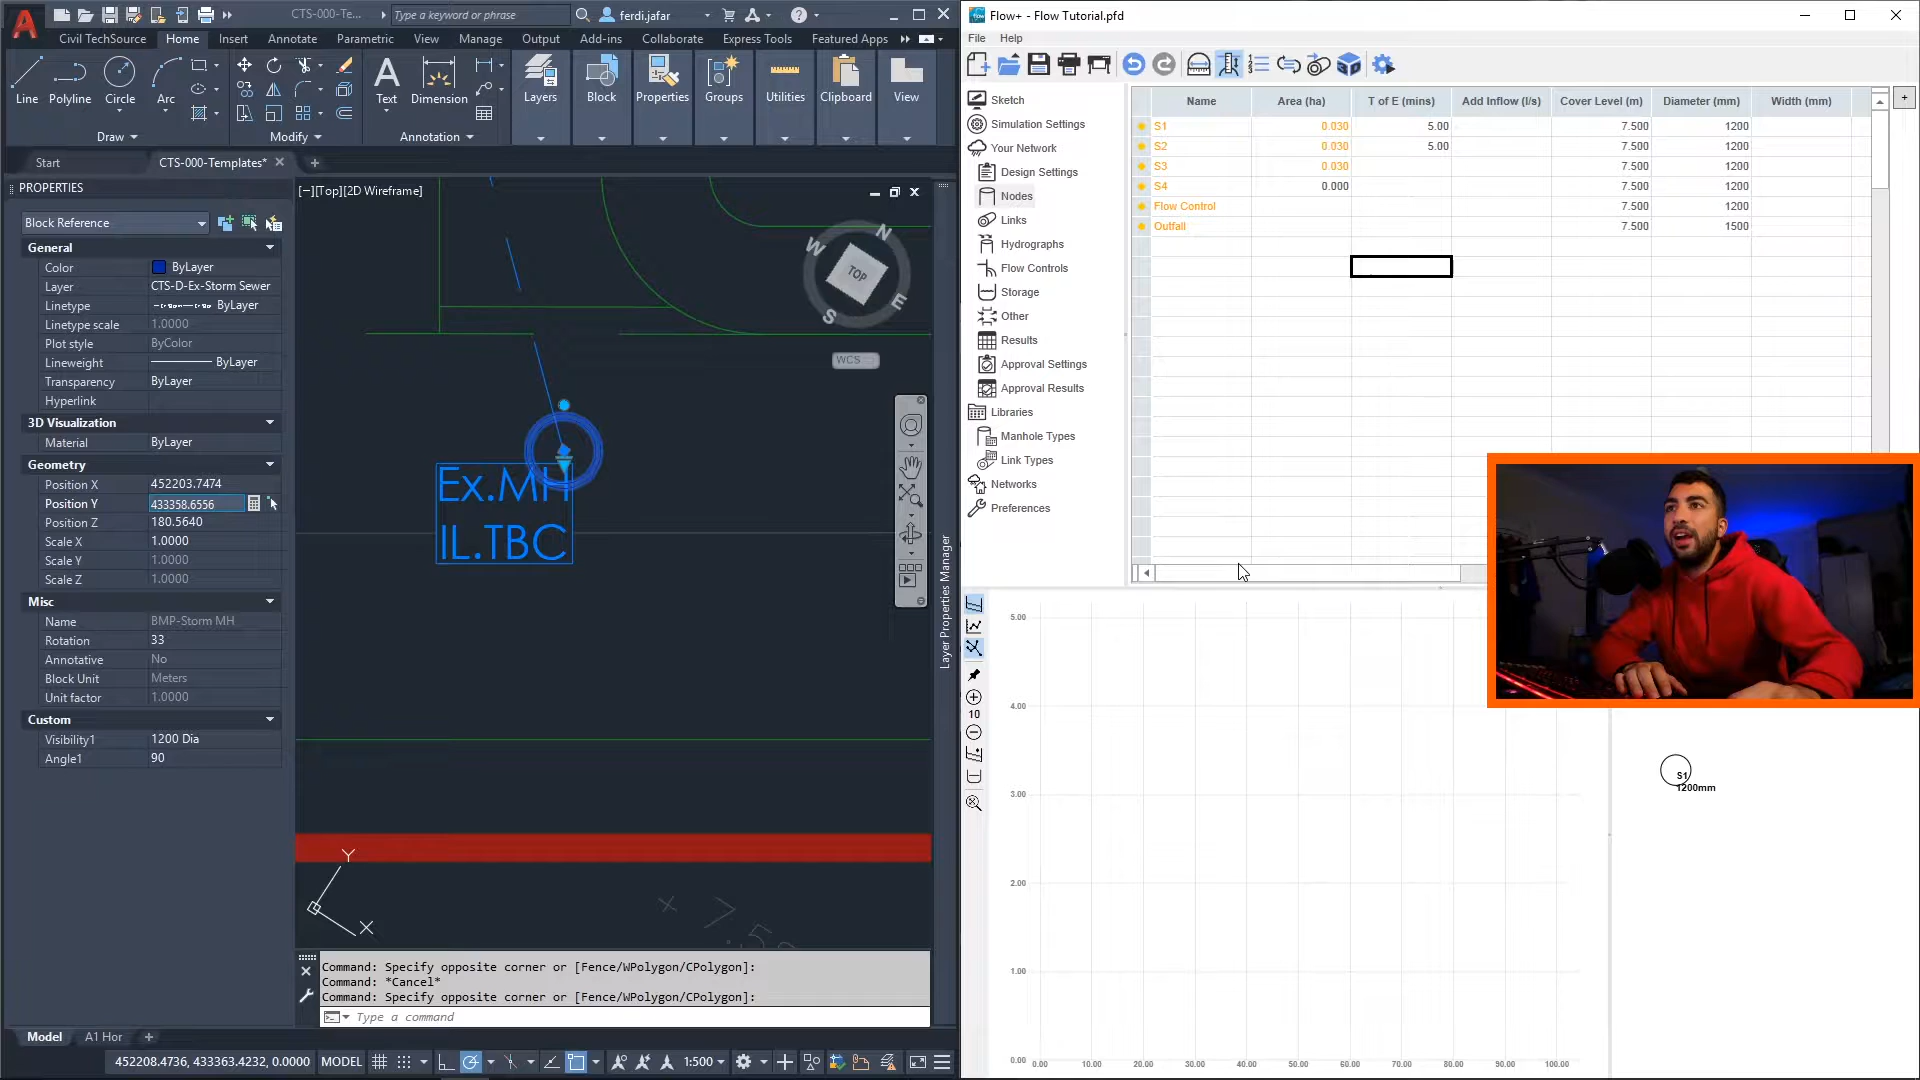 CTS-000-Te...
Type a keyword or phrase
ferdi.jafar
Civil TechSource
Home
Insert
Annotate
Parametric
View
Manage
Output
Add-ins
Collaborate
Express Tools
Featured Apps
Line
Polyline
Circle
Arc
Text
Dimension
Layers
Block
Properties
Groups
Utilities
Clipboard
View
Draw
Modify
Annotation
Start
CTS-000-Templates*
PROPERTIES
Block Reference
General
Color ByLayer
Layer CTS-D-Ex-Storm Sewer
Linetype ByLayer
Linetype scale 1.0000
Plot style ByColor
Lineweight ByLayer
Transparency ByLayer
Hyperlink
3D Visualization
Material ByLayer
Geometry
Position X 452203.7474
Position Y 433358.6556
Position Z 180.5640
Scale X 1.0000
Scale Y 1.0000
Scale Z 1.0000
Misc
Name BMP-Storm MH
Rotation 33
Annotative No
Block Unit Meters
Unit factor 1.0000
Custom
Visibility1 1200 Dia
Angle1 90
[−][Top][2D Wireframe]
N
W
TOP
E
S
WCS
Ex.MH
IL.TBC
Y
X
Layer Properties Manager
Command: Specify opposite corner or [Fence/WPolygon/CPolygon]:
Command: *Cancel*
Command: Specify opposite corner or [Fence/WPolygon/CPolygon]:
Type a command
Model
A1 Hor
452208.4736, 433363.4232, 0.0000
MODEL
1:500
Flow+ - Flow Tutorial.pfd
File
Help
Sketch
Simulation Settings
Your Network
Design Settings
Nodes
Links
Hydrographs
Flow Controls
Storage
Other
Results
Approval Settings
Approval Results
Libraries
Manhole Types
Link Types
Networks
Preferences
Name Area (ha) T of E (mins) Add Inflow (l/s) Cover Level (m) Diameter (mm) Width (mm)
S1 0.030 5.00 7.500 1200
S2 0.030 5.00 7.500 1200
S3 0.030 7.500 1200
S4 0.000 7.500 1200
Flow Control 7.500 1200
Outfall 7.500 1500
10
5.00
4.00
3.00
2.00
1.00
0.00
0.00 10.00 20.00 30.00 40.00 50.00 60.00 70.00 80.00 90.00 100.00
S1
1200mm